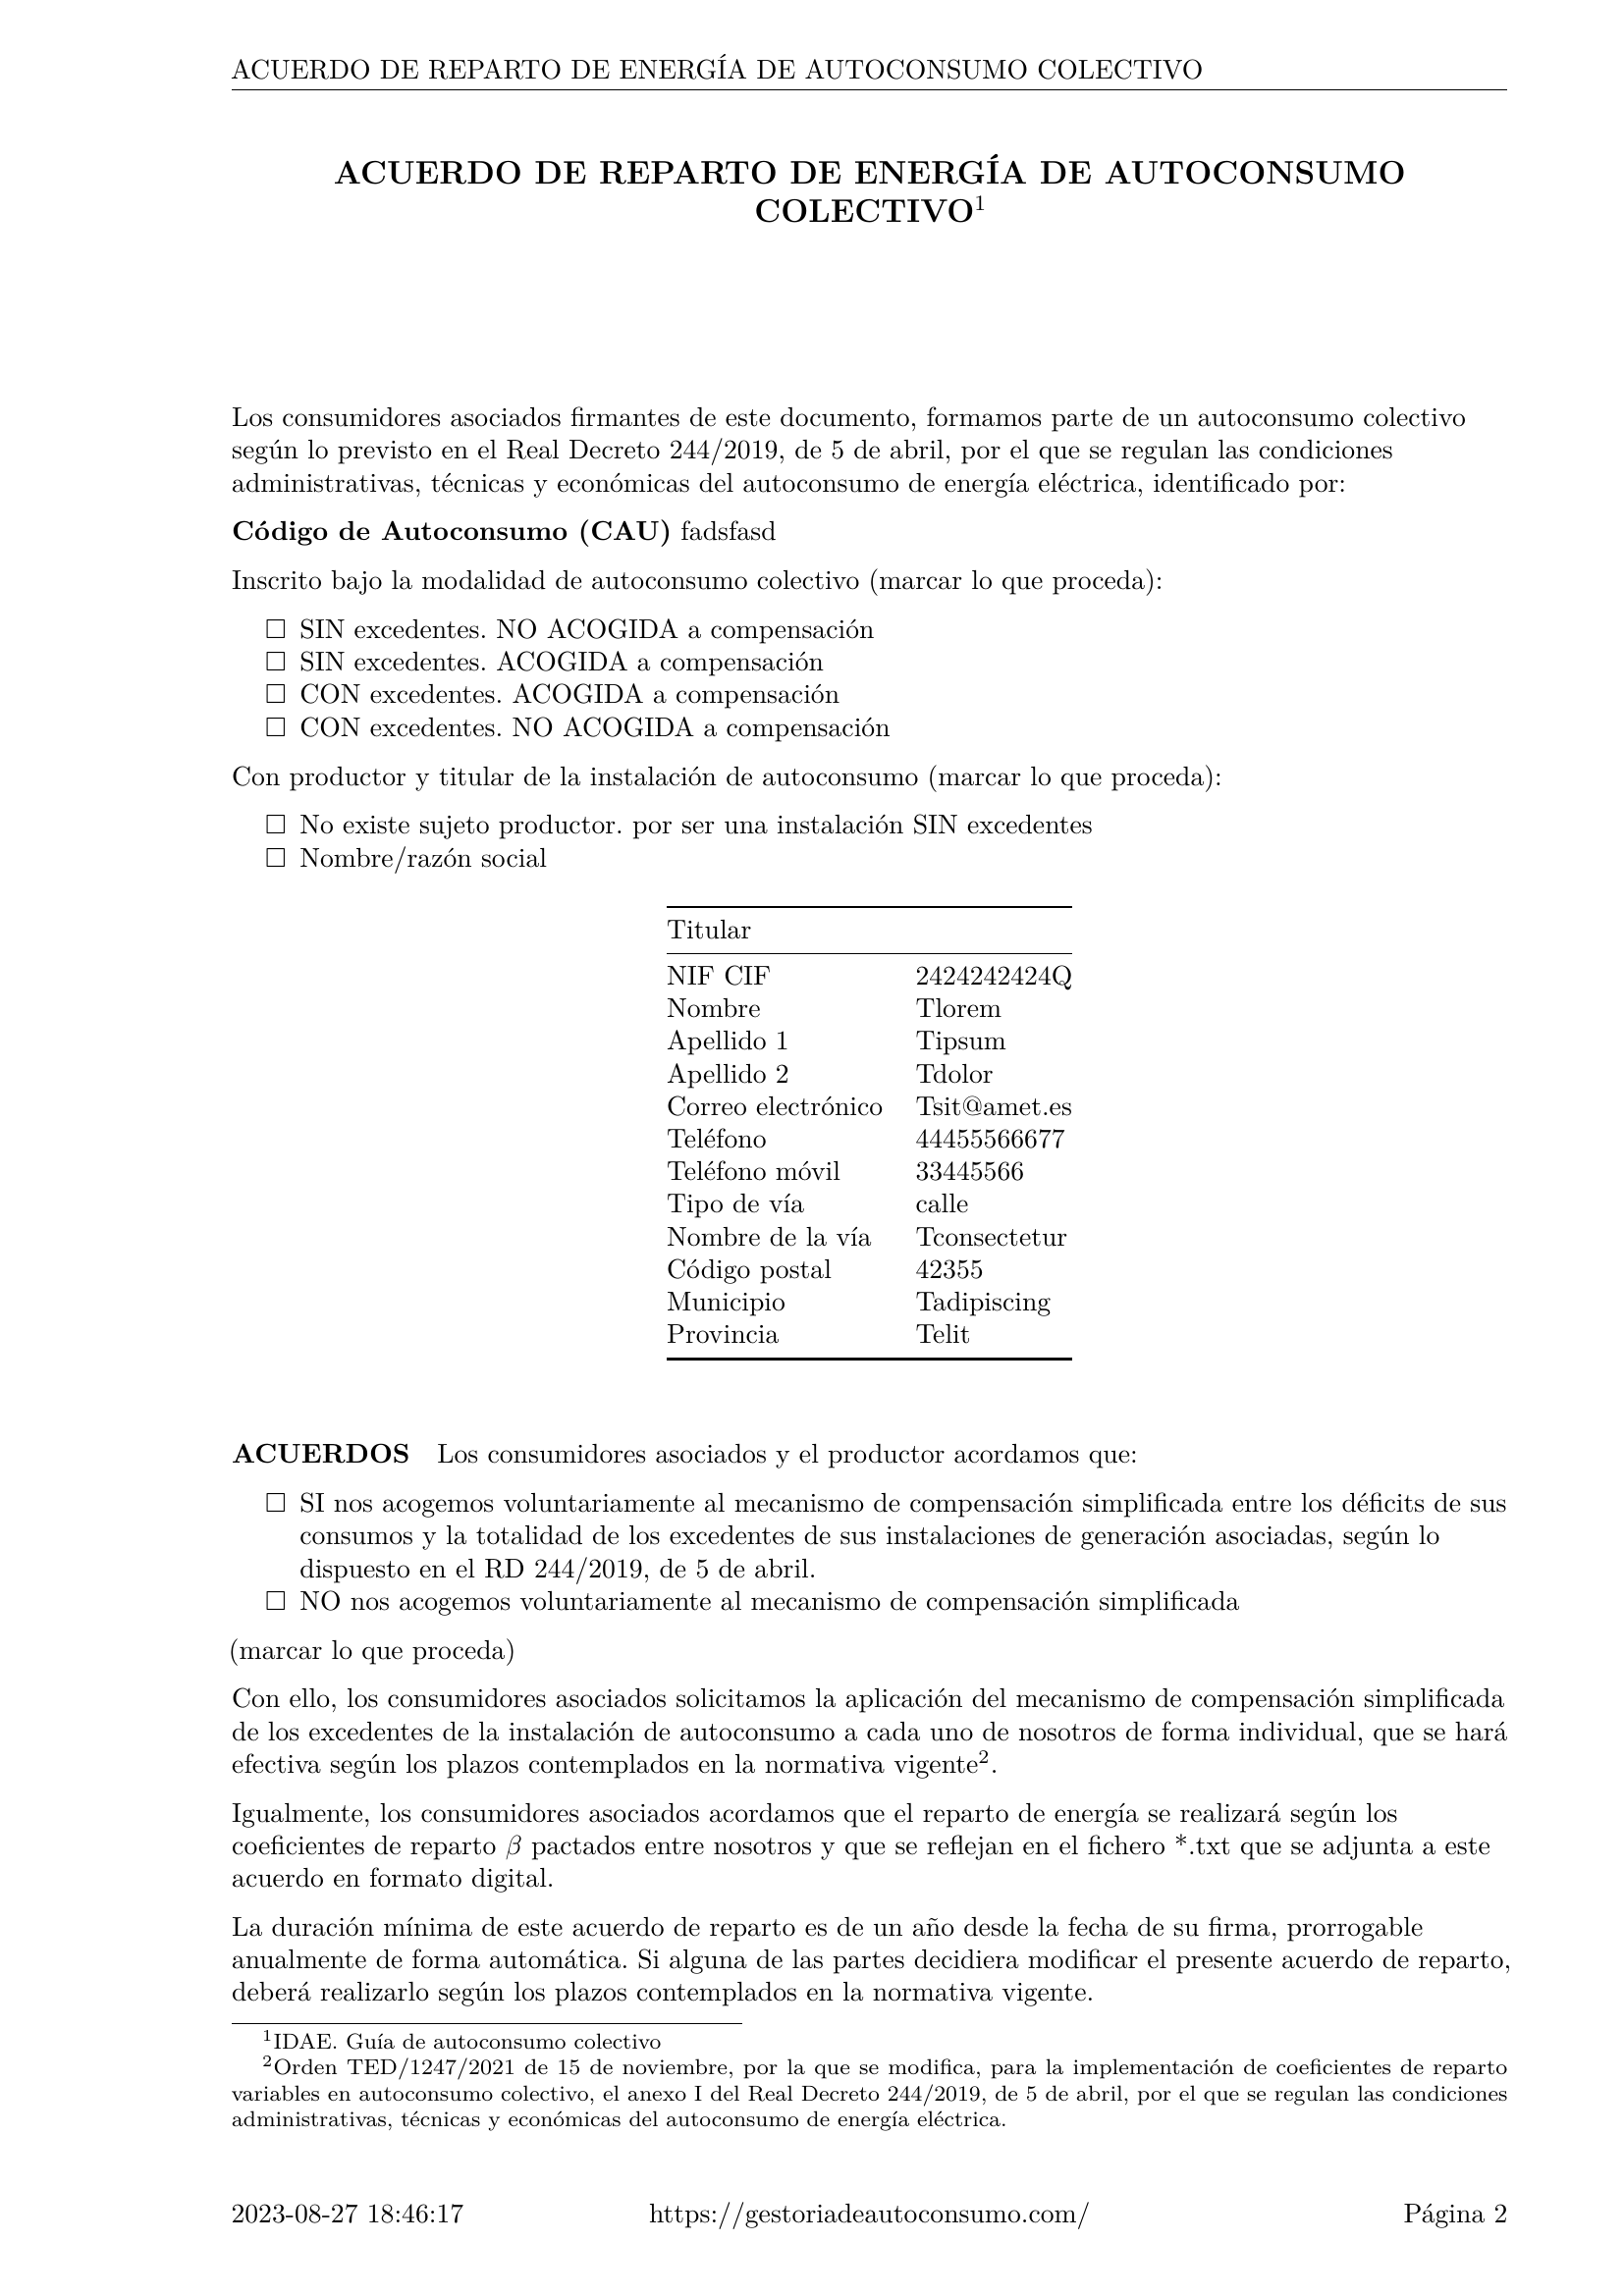 ACUERDO DE REPARTO DE ENERGÍA DE AUTOCONSUMO COLECTIVO
ACUERDO DE REPARTO DE ENERGÍA DE AUTOCONSUMO
COLECTIVO¹
Los consumidores asociados firmantes de este documento, formamos parte de un autoconsumo colectivo
según lo previsto en el Real Decreto 244/2019, de 5 de abril, por el que se regulan las condiciones
administrativas, técnicas y económicas del autoconsumo de energía eléctrica, identificado por:
Código de Autoconsumo (CAU) fadsfasd
Inscrito bajo la modalidad de autoconsumo colectivo (marcar lo que proceda):
☐ SIN excedentes. NO ACOGIDA a compensación
☐ SIN excedentes. ACOGIDA a compensación
☐ CON excedentes. ACOGIDA a compensación
☐ CON excedentes. NO ACOGIDA a compensación
Con productor y titular de la instalación de autoconsumo (marcar lo que proceda):
☐ No existe sujeto productor. por ser una instalación SIN excedentes
☐ Nombre/razón social
Titular
NIF CIF 2424242424Q
Nombre Tlorem
Apellido 1 Tipsum
Apellido 2 Tdolor
Correo electrónico Tsit@amet.es
Teléfono 44455566677
Teléfono móvil 33445566
Tipo de vía calle
Nombre de la vía Tconsectetur
Código postal 42355
Municipio Tadipiscing
Provincia Telit
ACUERDOS Los consumidores asociados y el productor acordamos que:
☐ SI nos acogemos voluntariamente al mecanismo de compensación simplificada entre los déficits de sus
consumos y la totalidad de los excedentes de sus instalaciones de generación asociadas, según lo
dispuesto en el RD 244/2019, de 5 de abril.
☐ NO nos acogemos voluntariamente al mecanismo de compensación simplificada
(marcar lo que proceda)
Con ello, los consumidores asociados solicitamos la aplicación del mecanismo de compensación simplificada
de los excedentes de la instalación de autoconsumo a cada uno de nosotros de forma individual, que se hará
efectiva según los plazos contemplados en la normativa vigente².
Igualmente, los consumidores asociados acordamos que el reparto de energía se realizará según los
coeficientes de reparto β pactados entre nosotros y que se reflejan en el fichero *.txt que se adjunta a este
acuerdo en formato digital.
La duración mínima de este acuerdo de reparto es de un año desde la fecha de su firma, prorrogable
anualmente de forma automática. Si alguna de las partes decidiera modificar el presente acuerdo de reparto,
deberá realizarlo según los plazos contemplados en la normativa vigente.
¹IDAE. Guía de autoconsumo colectivo
²Orden TED/1247/2021 de 15 de noviembre, por la que se modifica, para la implementación de coeficientes de reparto
variables en autoconsumo colectivo, el anexo I del Real Decreto 244/2019, de 5 de abril, por el que se regulan las condiciones
administrativas, técnicas y económicas del autoconsumo de energía eléctrica.
2023-08-27 18:46:17 https://gestoriadeautoconsumo.com/ Página 2